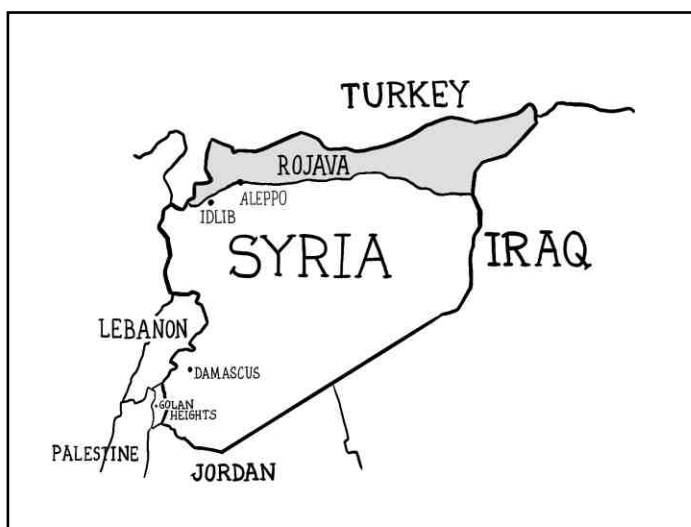 TURKEY
ROJAVA
ALEPPO
IDLIB
SYRIA
IRAQ
LEBANON
DAMASCUS
GOLAN
HEIGHTS
PALESTINE
JORDAN